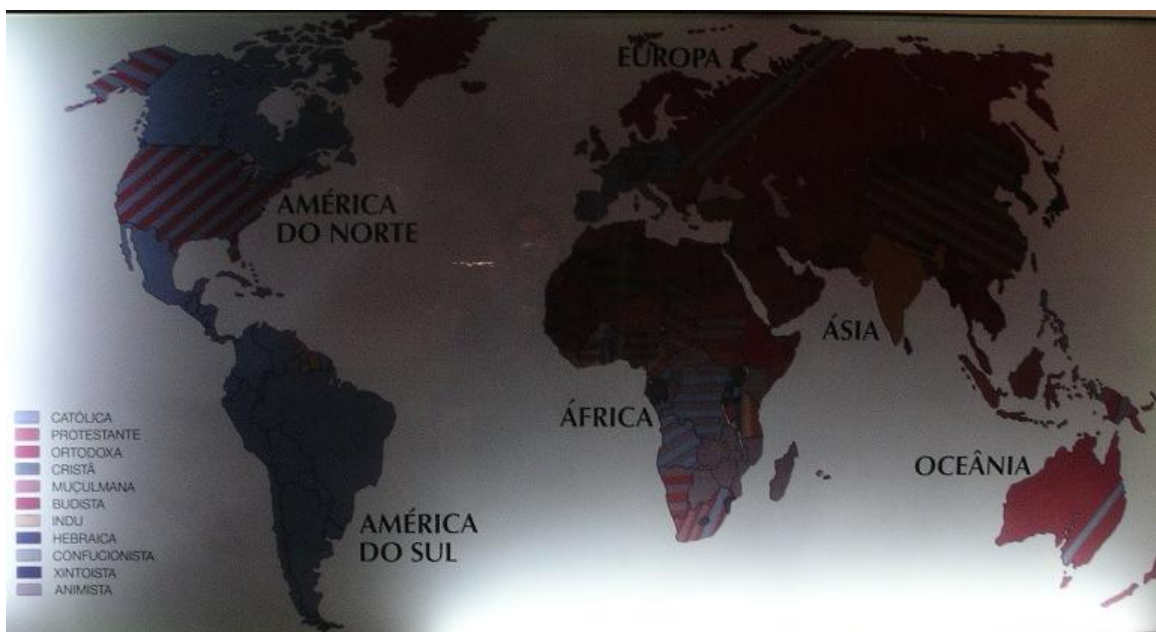 EUROPA
AMÉRICA
DO NORTE
ÁSIA
ÁFRICA
OCEÂNIA
AMÉRICA
DO SUL
CATÓLICA
PROTESTANTE
ORTODOXA
CRISTÃ
MUÇULMANA
BUDISTA
INDU
HEBRAICA
CONFUCIONISTA
XINTOISTA
ANIMISTA